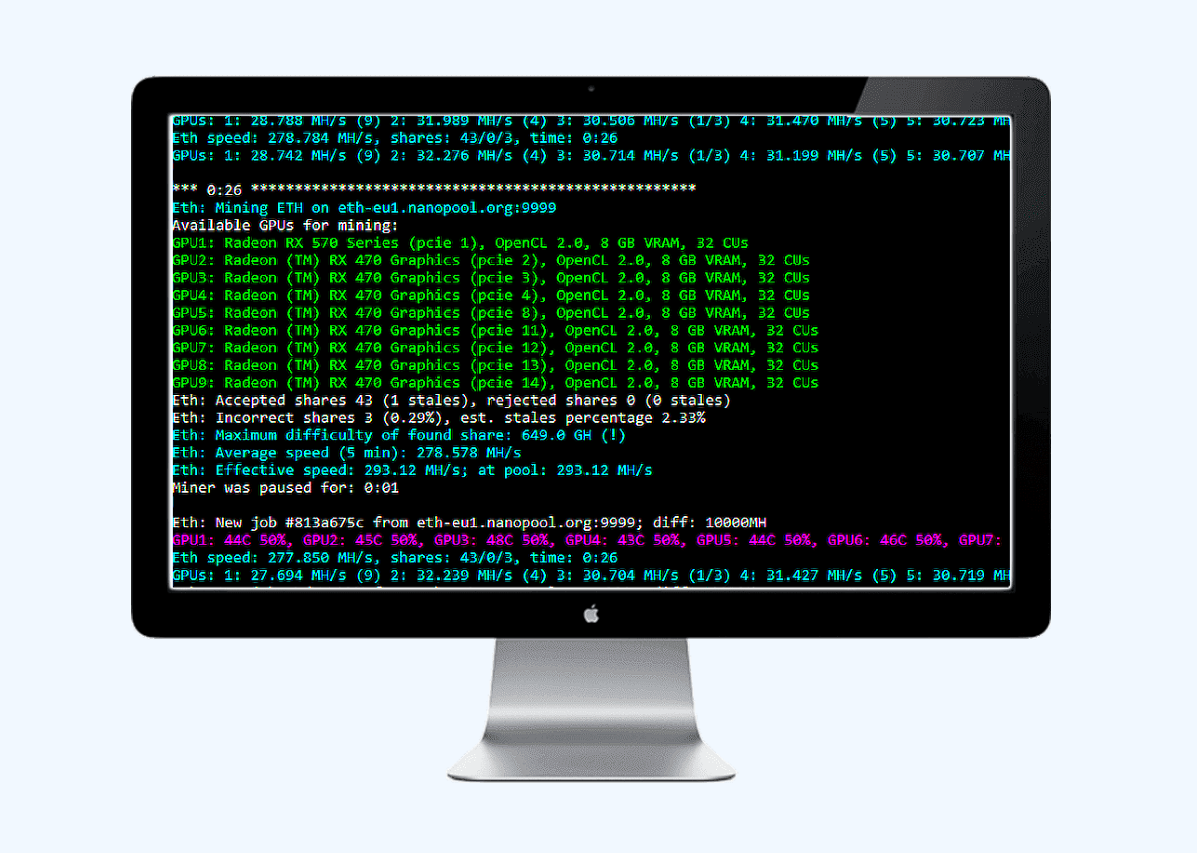 GPUs: 1: 28.788 MH/s (9) 2: 31.989 MH/s (4) 3: 30.506 MH/s (1/3) 4: 31.470 MH/s (5) 5: 30.723 MH
Eth speed: 278.784 MH/s, shares: 43/0/3, time: 0:26
GPUs: 1: 28.742 MH/s (9) 2: 32.276 MH/s (4) 3: 30.714 MH/s (1/3) 4: 31.199 MH/s (5) 5: 30.707 MH
*** 0:26 ***************************************************
Eth: Mining ETH on eth-eu1.nanopool.org:9999
Available GPUs for mining:
GPU1: Radeon RX 570 Series (pcie 1), OpenCL 2.0, 8 GB VRAM, 32 CUs
GPU2: Radeon (TM) RX 470 Graphics (pcie 2), OpenCL 2.0, 8 GB VRAM, 32 CUs
GPU3: Radeon (TM) RX 470 Graphics (pcie 3), OpenCL 2.0, 8 GB VRAM, 32 CUs
GPU4: Radeon (TM) RX 470 Graphics (pcie 4), OpenCL 2.0, 8 GB VRAM, 32 CUs
GPU5: Radeon (TM) RX 470 Graphics (pcie 8), OpenCL 2.0, 8 GB VRAM, 32 CUs
GPU6: Radeon (TM) RX 470 Graphics (pcie 11), OpenCL 2.0, 8 GB VRAM, 32 CUs
GPU7: Radeon (TM) RX 470 Graphics (pcie 12), OpenCL 2.0, 8 GB VRAM, 32 CUs
GPU8: Radeon (TM) RX 470 Graphics (pcie 13), OpenCL 2.0, 8 GB VRAM, 32 CUs
GPU9: Radeon (TM) RX 470 Graphics (pcie 14), OpenCL 2.0, 8 GB VRAM, 32 CUs
Eth: Accepted shares 43 (1 stales), rejected shares 0 (0 stales)
Eth: Incorrect shares 3 (0.29%), est. stales percentage 2.33%
Eth: Maximum difficulty of found share: 649.0 GH (!)
Eth: Average speed (5 min): 278.578 MH/s
Eth: Effective speed: 293.12 MH/s; at pool: 293.12 MH/s
Miner was paused for: 0:01
Eth: New job #813a675c from eth-eu1.nanopool.org:9999; diff: 10000MH
GPU1: 44C 50%, GPU2: 45C 50%, GPU3: 48C 50%, GPU4: 43C 50%, GPU5: 44C 50%, GPU6: 46C 50%, GPU7:
Eth speed: 277.850 MH/s, shares: 43/0/3, time: 0:26
GPUs: 1: 27.694 MH/s (9) 2: 32.239 MH/s (4) 3: 30.704 MH/s (1/3) 4: 31.427 MH/s (5) 5: 30.719 MH